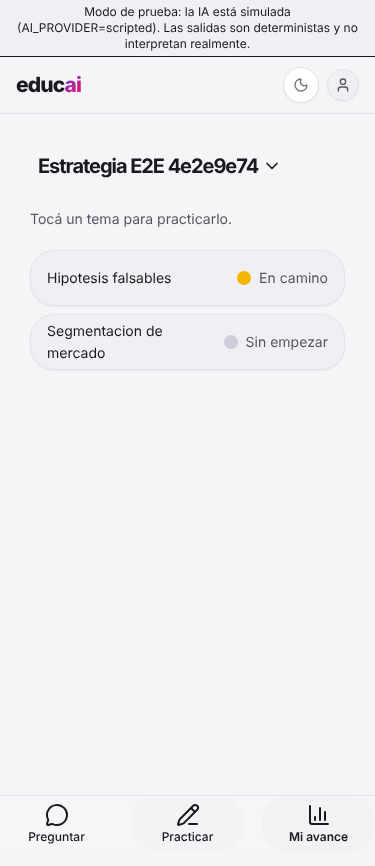 Modo de prueba: la IA está simulada
(AI_PROVIDER=scripted). Las salidas son deterministas y no
interpretan realmente.
educai
Estrategia E2E 4e2e9e74
Tocá un tema para practicarlo.
Hipotesis falsables
En camino
Segmentacion de
mercado
Sin empezar
Preguntar
Practicar
Mi avance